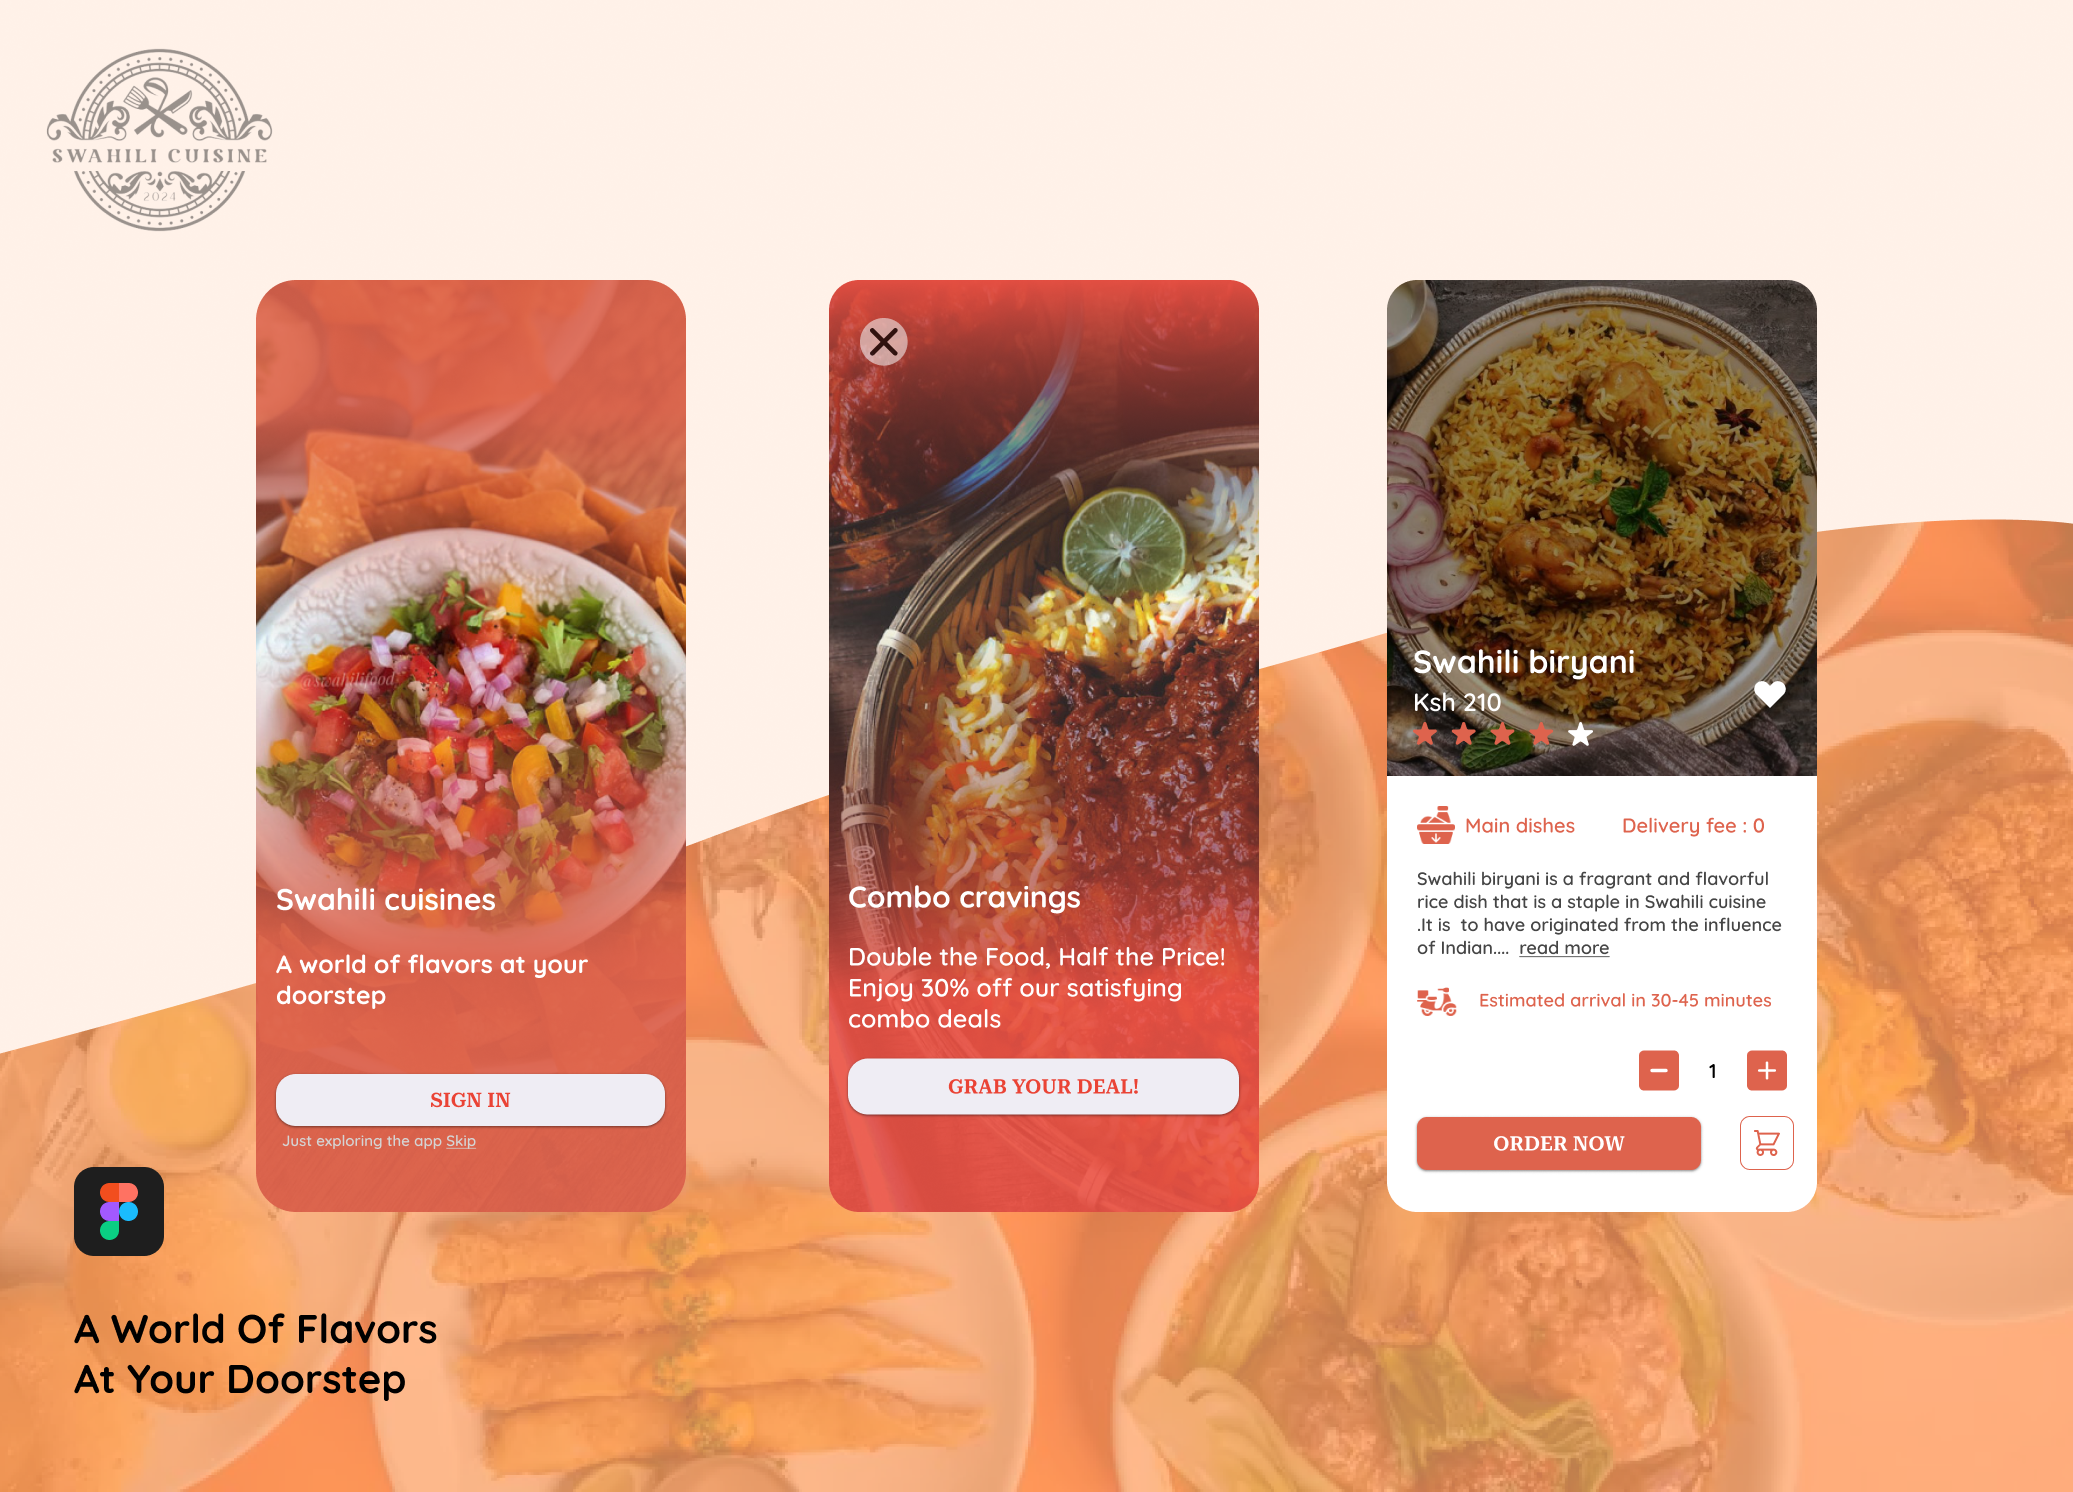 SWAHILI CUISINE
2024
@swahilifood
Swahili cuisines
A world of flavors at your
doorstep
SIGN IN
Just exploring the app Skip
Combo cravings
Double the Food, Half the Price!
Enjoy 30% off our satisfying
combo deals
GRAB YOUR DEAL!
Swahili biryani
Ksh 210
Main dishes
Delivery fee : 0
Swahili biryani is a fragrant and flavorful
rice dish that is a staple in Swahili cuisine
.It is  to have originated from the influence
of Indian.... read more
Estimated arrival in 30-45 minutes
1
ORDER NOW
A World Of Flavors
At Your Doorstep